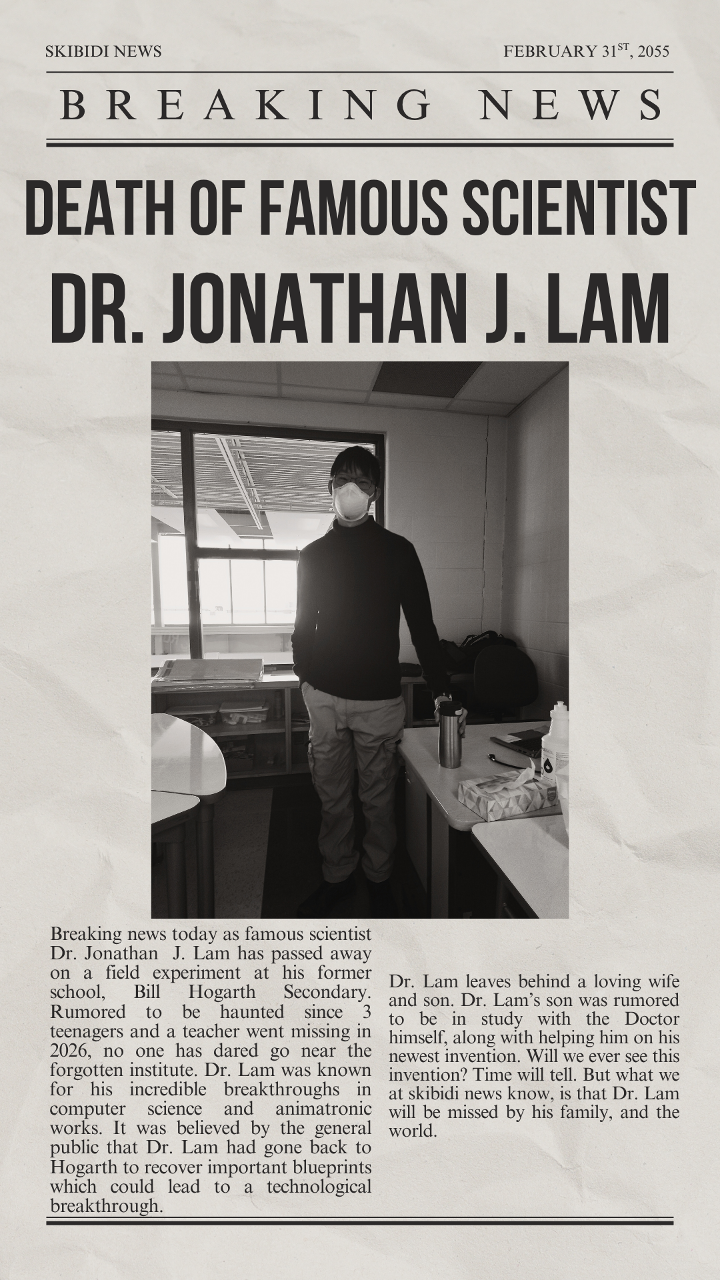 SKIBIDI NEWS
FEBRUARY 31ST, 2055
BREAKING NEWS
DEATH OF FAMOUS SCIENTIST
DR. JONATHAN J. LAM
Breaking news today as famous scientist
Dr. Jonathan J. Lam has passed away
on a field experiment at his former
school, Bill Hogarth Secondary.
Rumored to be haunted since 3
teenagers and a teacher went missing in
2026, no one has dared go near the
forgotten institute. Dr. Lam was known
for his incredible breakthroughs in
computer science and animatronic
works. It was believed by the general
public that Dr. Lam had gone back to
Hogarth to recover important blueprints
which could lead to a technological
breakthrough.
Dr. Lam leaves behind a loving wife
and son. Dr. Lam's son was rumored
to be in study with the Doctor
himself, along with helping him on his
newest invention. Will we ever see this
invention? Time will tell. But what we
at skibidi news know, is that Dr. Lam
will be missed by his family, and the
world.